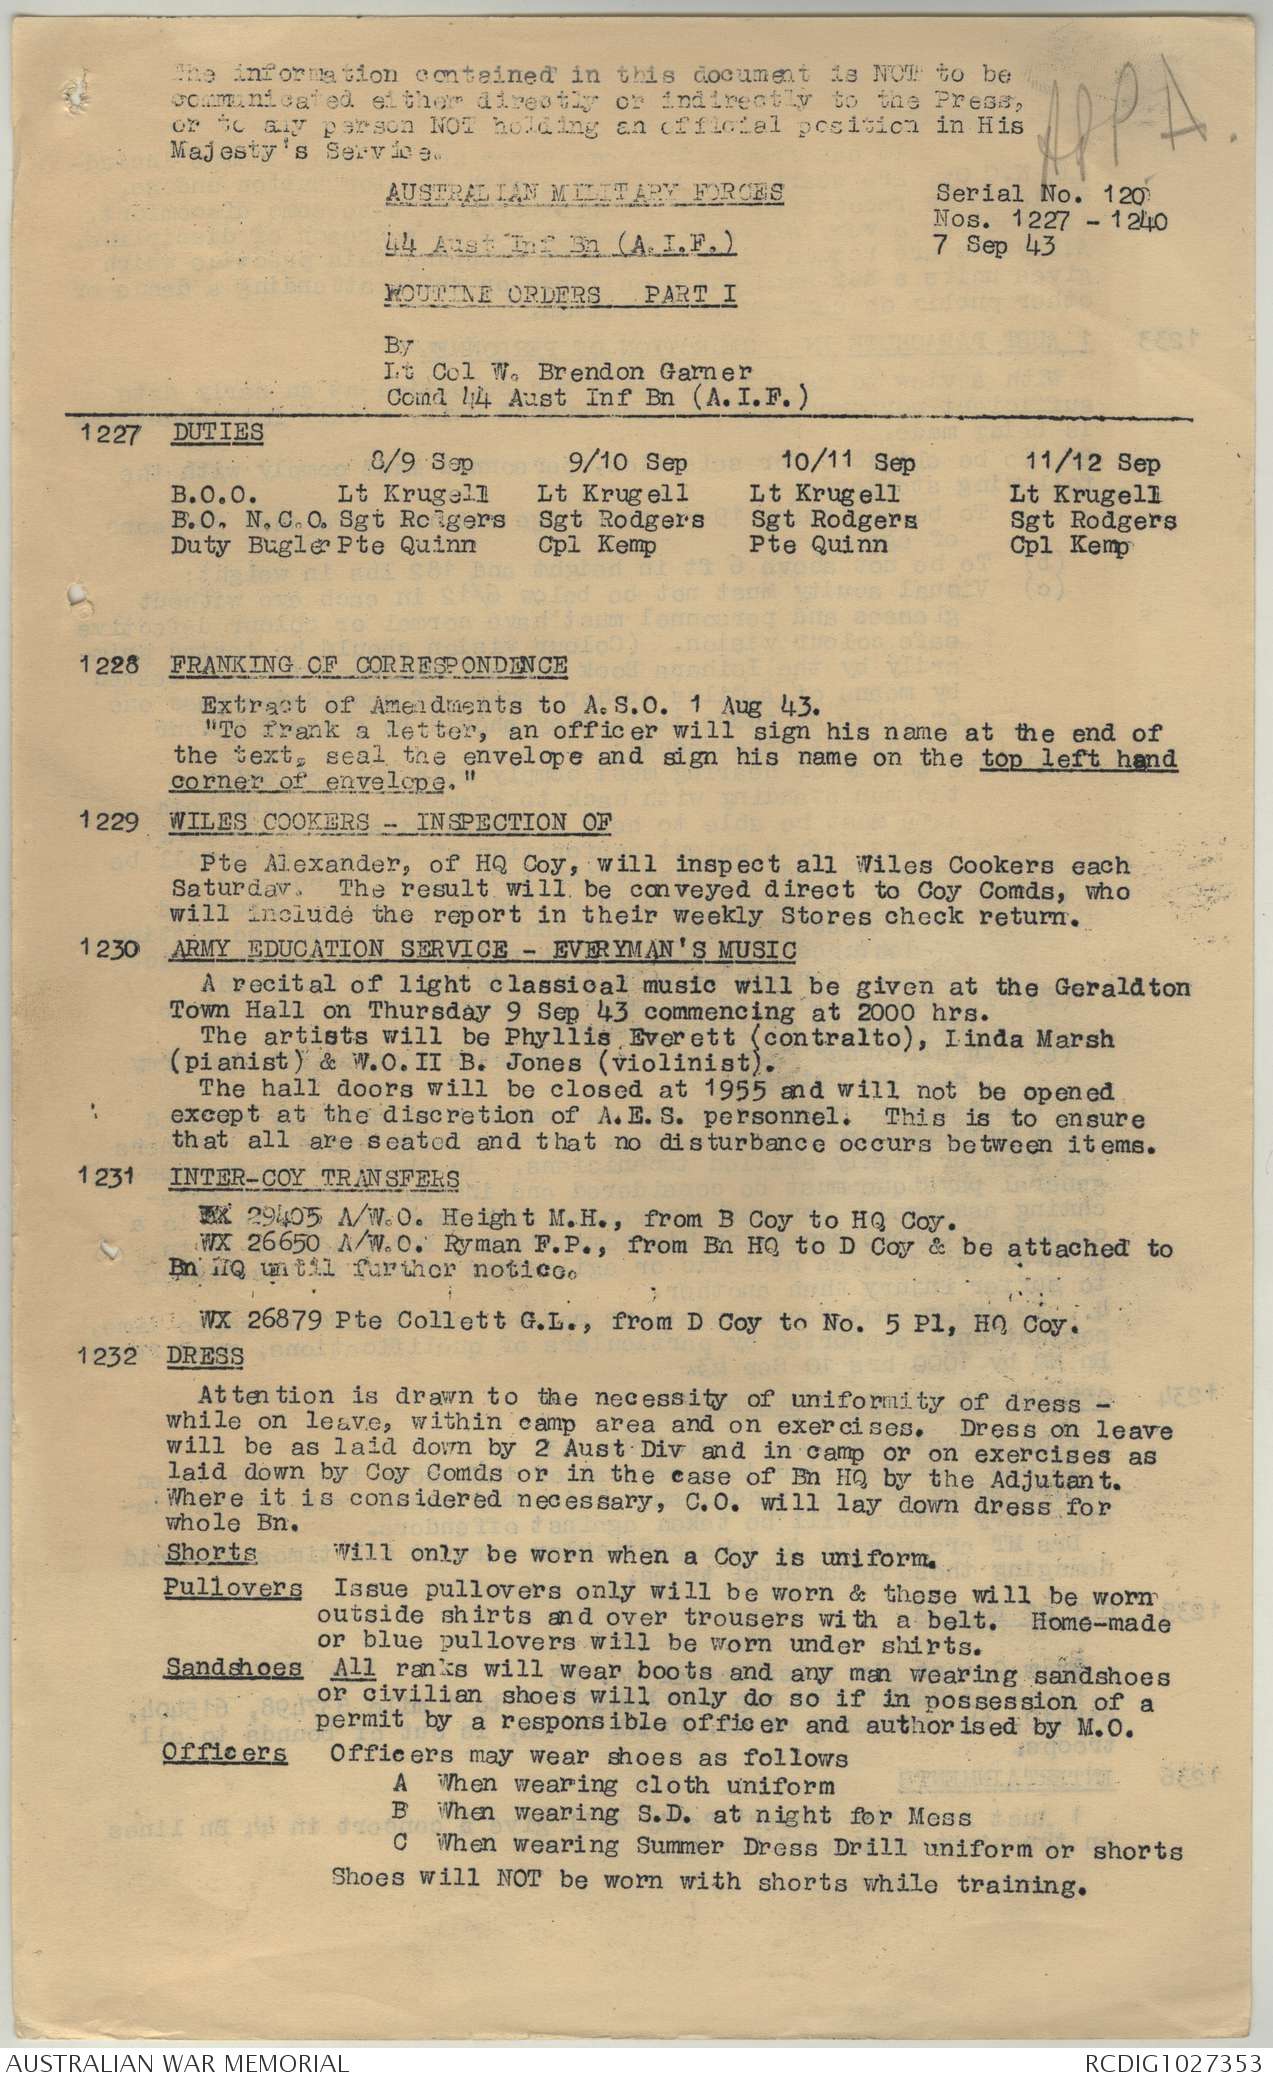 The information contained in this document is NOT to be
communicated either directly or indirectly to the Press,
or to any person NOT holding an official position in His
Majesty's Service.
APP. A.
AUSTRALIAN MILITARY FORCES
Serial No. 120
Nos. 1227 - 1240
7 Sep 43
44 Aust Inf Bn (A.I.F.)
ROUTINE ORDERS PART I
By
Lt Col W. Brendon Garner
Comd 44 Aust Inf Bn (A.I.F.)
1227 DUTIES
8/9 Sep 9/10 Sep 10/11 Sep 11/12 Sep
B.O.O. Lt Krugell Lt Krugell Lt Krugell Lt Krugell
B.O. N.C.O. Sgt Rodgers Sgt Rodgers Sgt Rodgers Sgt Rodgers
Duty Bugler Pte Quinn Cpl Kemp Pte Quinn Cpl Kemp
1228 FRANKING OF CORRESPONDENCE
Extract of Amendments to A.S.O. 1 Aug 43.
"To frank a letter, an officer will sign his name at the end of
the text, seal the envelope and sign his name on the top left hand
corner of envelope."
1229 WILES COOKERS - INSPECTION OF
Pte Alexander, of HQ Coy, will inspect all Wiles Cookers each
Saturday. The result will be conveyed direct to Coy Comds, who
will include the report in their weekly Stores check return.
1230 ARMY EDUCATION SERVICE - EVERYMAN'S MUSIC
A recital of light classical music will be given at the Geraldton
Town Hall on Thursday 9 Sep 43 commencing at 2000 hrs.
The artists will be Phyllis Everett (contralto), Linda Marsh
(pianist) & W.O.II B. Jones (violinist).
The hall doors will be closed at 1955 and will not be opened
except at the discretion of A.E.S. personnel. This is to ensure
that all are seated and that no disturbance occurs between items.
1231 INTER-COY TRANSFERS
WX 29405 A/W.O. Height M.H., from B Coy to HQ Coy.
WX 26650 A/W.O. Ryman F.P., from Bn HQ to D Coy & be attached to
Bn HQ until further notice.
WX 26879 Pte Collett G.L., from D Coy to No. 5 Pl, HQ Coy.
1232 DRESS
Attention is drawn to the necessity of uniformity of dress -
while on leave, within camp area and on exercises. Dress on leave
will be as laid down by 2 Aust Div and in camp or on exercises as
laid down by Coy Comds or in the case of Bn HQ by the Adjutant.
Where it is considered necessary, C.O. will lay down dress for
whole Bn.
Shorts Will only be worn when a Coy is uniform.
Pullovers Issue pullovers only will be worn & these will be worn
outside shirts and over trousers with a belt. Home-made
or blue pullovers will be worn under shirts.
Sandshoes All ranks will wear boots and any man wearing sandshoes
or civilian shoes will only do so if in possession of a
permit by a responsible officer and authorised by M.O.
Officers Officers may wear shoes as follows
A When wearing cloth uniform
B When wearing S.D. at night for Mess
C When wearing Summer Dress Drill uniform or shorts
Shoes will NOT be worn with shorts while training.
AUSTRALIAN WAR MEMORIAL RCDIG1027353